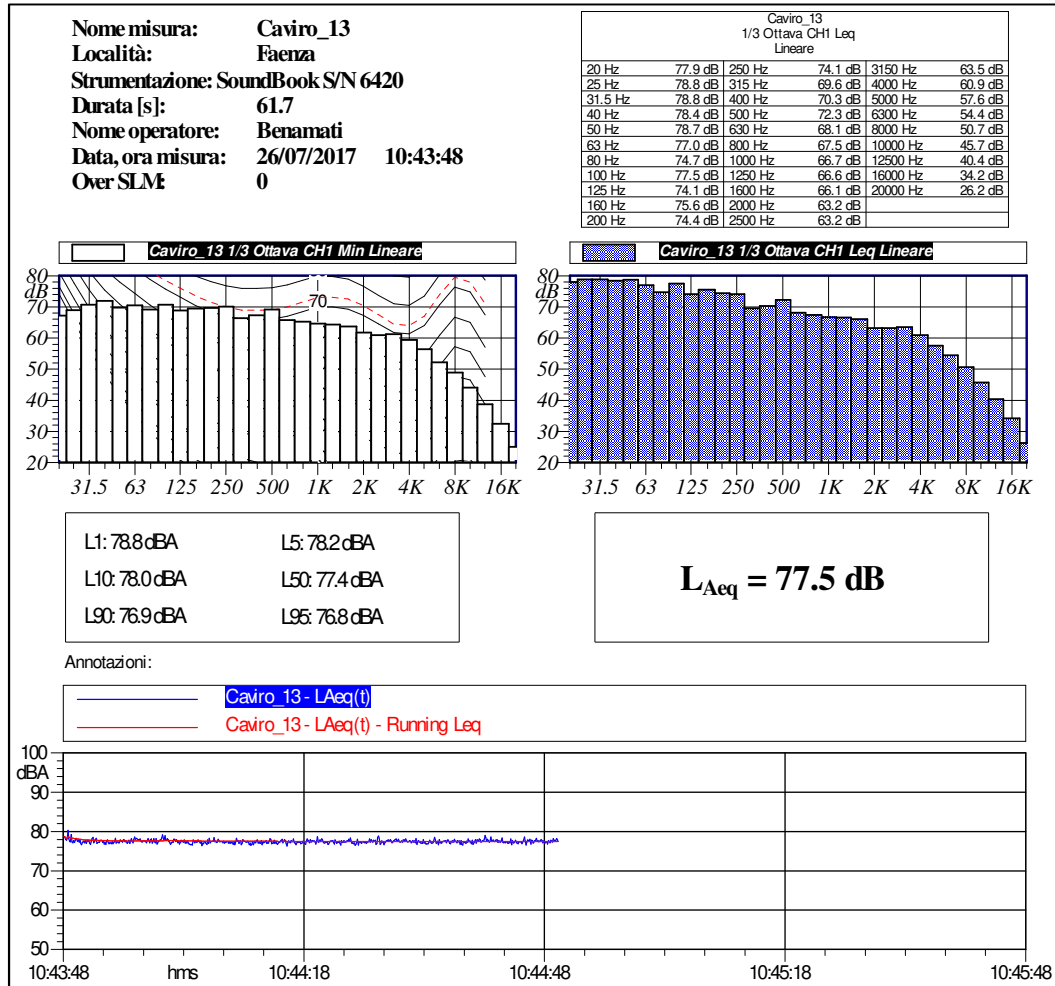 Nome misura: Caviro_13
Località: Faenza
Strumentazione: SoundBook S/N 6420
Durata [s]: 61.7
Nome operatore: Benamati
Data, ora misura: 26/07/2017 10:43:48
Over SLM: 0
Caviro_13
1/3 Ottava CH1 Leq
Lineare
20 Hz 77.9 dB 250 Hz 74.1 dB 3150 Hz 63.5 dB
25 Hz 78.8 dB 315 Hz 69.6 dB 4000 Hz 60.9 dB
31.5 Hz 78.8 dB 400 Hz 70.3 dB 5000 Hz 57.6 dB
40 Hz 78.4 dB 500 Hz 72.3 dB 6300 Hz 54.4 dB
50 Hz 78.7 dB 630 Hz 68.1 dB 8000 Hz 50.7 dB
63 Hz 77.0 dB 800 Hz 67.5 dB 10000 Hz 45.7 dB
80 Hz 74.7 dB 1000 Hz 66.7 dB 12500 Hz 40.4 dB
100 Hz 77.5 dB 1250 Hz 66.6 dB 16000 Hz 34.2 dB
125 Hz 74.1 dB 1600 Hz 66.1 dB 20000 Hz 26.2 dB
160 Hz 75.6 dB 2000 Hz 63.2 dB
200 Hz 74.4 dB 2500 Hz 63.2 dB
Caviro_13 1/3 Ottava CH1 Min Lineare
80
dB
70
70
60
50
40
30
20
31.5 63 125 250 500 1K 2K 4K 8K 16K
Caviro_13 1/3 Ottava CH1 Leq Lineare
80
dB
70
60
50
40
30
20
31.5 63 125 250 500 1K 2K 4K 8K 16K
L1: 78.8 dBA L5: 78.2 dBA
L10: 78.0 dBA L50: 77.4 dBA
L90: 76.9 dBA L95: 76.8 dBA
LAeq = 77.5 dB
Annotazioni:
Caviro_13 - LAeq(t)
Caviro_13 - LAeq(t) - Running Leq
100
dBA
90
80
70
60
50
10:43:48 hms 10:44:18 10:44:48 10:45:18 10:45:48